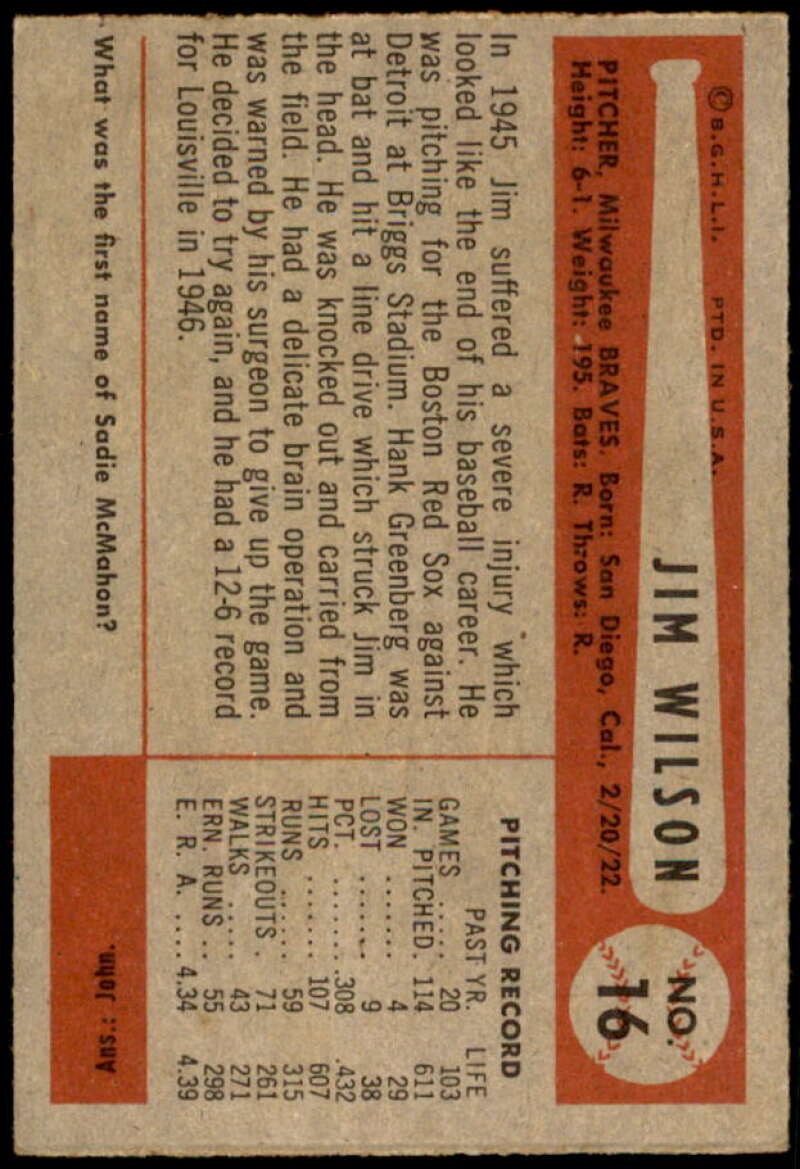 © B.G.H.L.I. PTD. IN U.S.A.
JIM WILSON
NO.
16
PITCHER, Milwaukee BRAVES. Born: San Diego, Cal., 2/20/22.
Height: 6-1. Weight: 195. Bats: R. Throws: R.
In 1945 Jim suffered a severe injury which
looked like the end of his baseball career. He
was pitching for the Boston Red Sox against
Detroit at Briggs Stadium. Hank Greenberg was
at bat and hit a line drive which struck Jim in
the head. He was knocked out and carried from
the field. He had a delicate brain operation and
was warned by his surgeon to give up the game.
He decided to try again, and he had a 12-6 record
for Louisville in 1946.
PITCHING RECORD
PAST YR. LIFE
GAMES ..... 20 103
IN. PITCHED. 114 611
WON ....... 4 29
LOST ....... 9 38
PCT. ....... .308 .432
HITS ....... 107 607
RUNS ...... 59 315
STRIKEOUTS . 71 261
WALKS ..... 43 271
ERN. RUNS .. 55 298
E. R. A. .... 4.34 4.39
What was the first name of Sadie McMahon?
Ans.: John.